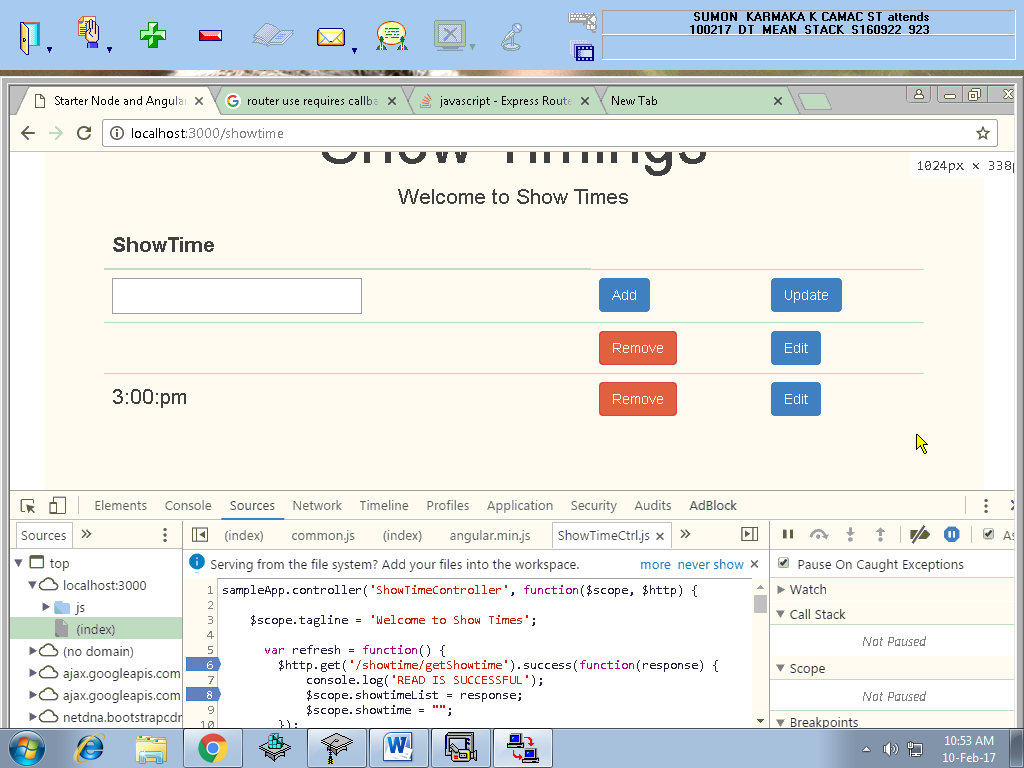 SUMON KARMAKA K CAMAC ST attends
100217 DT MEAN STACK S160922 923
Starter Node and Angula
router use requires callba
javascript - Express Route
New Tab
localhost:3000/showtime
Show Timings
1024px × 338p
Welcome to Show Times
ShowTime
Add Update
Remove Edit
3:00:pm Remove Edit
Elements Console Sources Network Timeline Profiles Application Security Audits AdBlock
Sources » (index) common.js (index) angular.min.js ShowTimeCtrl.js × » As
top
localhost:3000
js
(index)
(no domain)
ajax.googleapis.com
ajax.googleapis.com
netdna.bootstrapcdn
Serving from the file system? Add your files into the workspace. more never show ×
1 sampleApp.controller('ShowTimeController', function($scope, $http) {
2
3 $scope.tagline = 'Welcome to Show Times';
4
5 var refresh = function() {
6 $http.get('/showtime/getShowtime').success(function(response) {
7 console.log('READ IS SUCCESSFUL');
8 $scope.showtimeList = response;
9 $scope.showtime = "";
10 });
Pause On Caught Exceptions
Watch
Call Stack
Not Paused
Scope
Not Paused
Breakpoints
10:53 AM
10-Feb-17